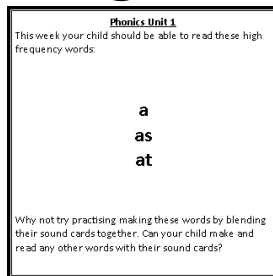 Phonics Unit 1
This week your child should be able to read these high
frequency words:
a
as
at
Why not try practising making these words by blending
their sound cards together. Can your child make and
read any other words with their sound cards?